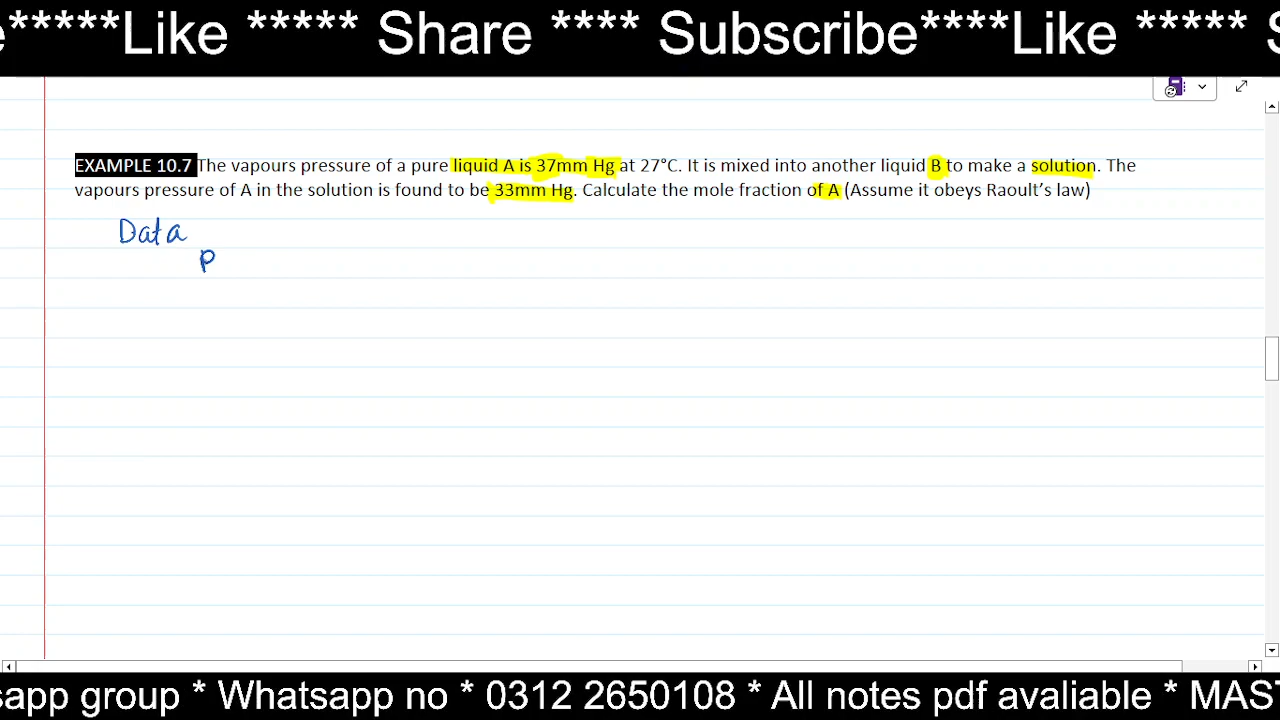 e*****Like ***** ***** Share **** Subscribe****Like ***** S
EXAMPLE 10.7 The vapours pressure of a pure liquid A is 37mm Hg at 27°C. It is mixed into another liquid B to make a solution. The
vapours pressure of A in the solution is found to be 33mm Hg. Calculate the mole fraction of A (Assume it obeys Raoult’s law)
Data
P
sapp group * Whatsapp no * 0312 2650108 * All notes pdf avaliable * MAS